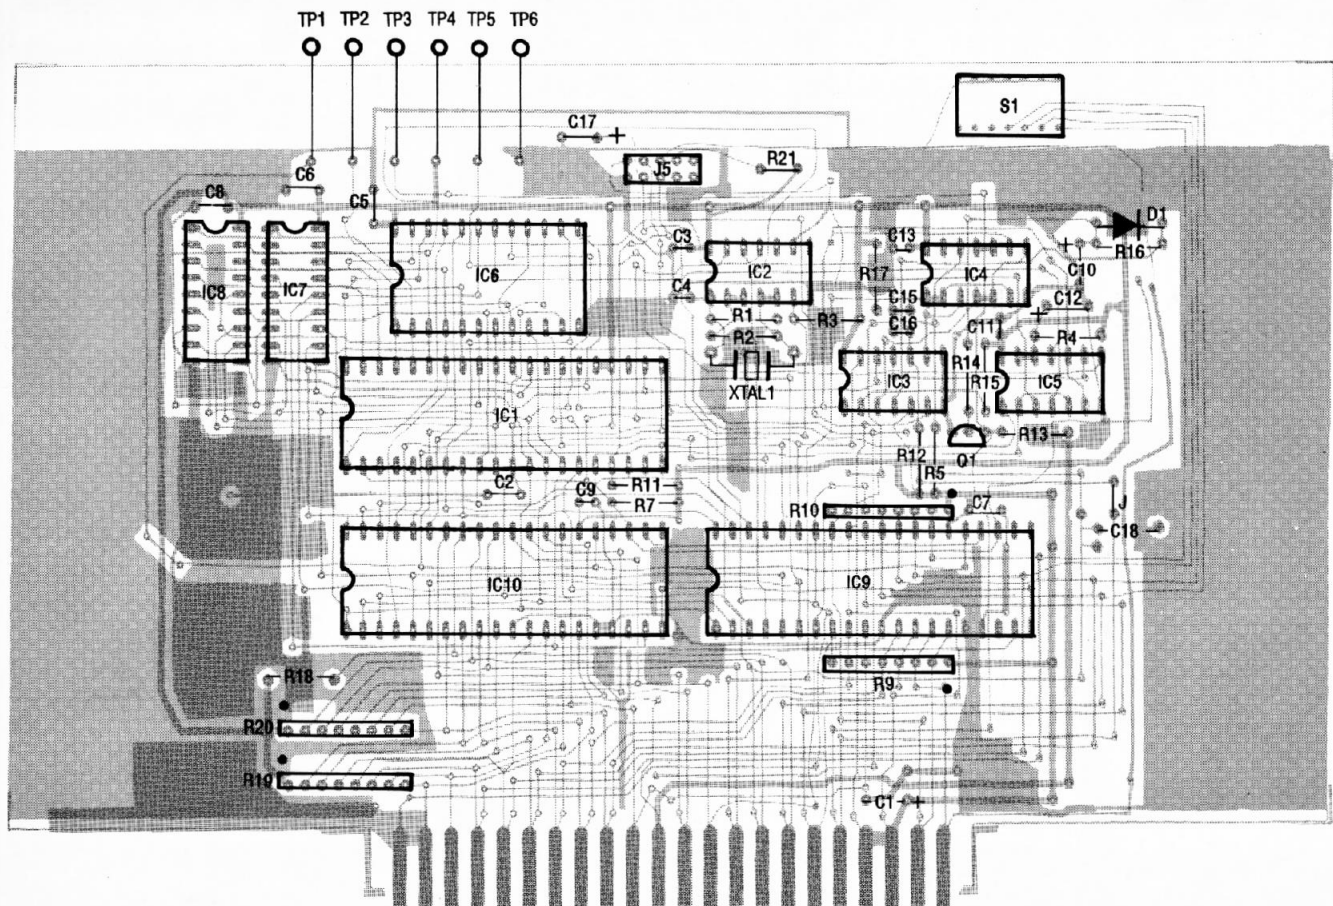 TP1 TP2 TP3 TP4 TP5 TP6
S1
C17 +
J5
R21
C6
C8
C5
D1
C3
C13
+
R16
IC8
IC7
IC6
IC2
R17
IC4
C10
C4
C15
C12
+
R1
R3
C16
C11
R2
R4
R14
XTAL1
IC3
R15
IC5
IC1
R13
R12
Q1
R5
C2
R11
C9
R7
R10
C7
J
C18
IC10
IC9
R18
R9
R20
R19
C1 +